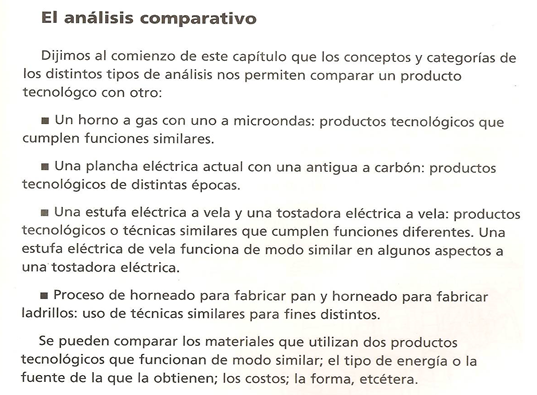 El análisis comparativo
Dijimos al comienzo de este capítulo que los conceptos y categorías de
los distintos tipos de análisis nos permiten comparar un producto
tecnológco con otro:
■ Un horno a gas con uno a microondas: productos tecnológicos que
cumplen funciones similares.
■ Una plancha eléctrica actual con una antigua a carbón: productos
tecnológicos de distintas épocas.
■ Una estufa eléctrica a vela y una tostadora eléctrica a vela: productos
tecnológicos o técnicas similares que cumplen funciones diferentes. Una
estufa eléctrica de vela funciona de modo similar en algunos aspectos a
una tostadora eléctrica.
■ Proceso de horneado para fabricar pan y horneado para fabricar
ladrillos: uso de técnicas similares para fines distintos.
Se pueden comparar los materiales que utilizan dos productos
tecnológicos que funcionan de modo similar; el tipo de energía o la
fuente de la que la obtienen; los costos; la forma, etcétera.